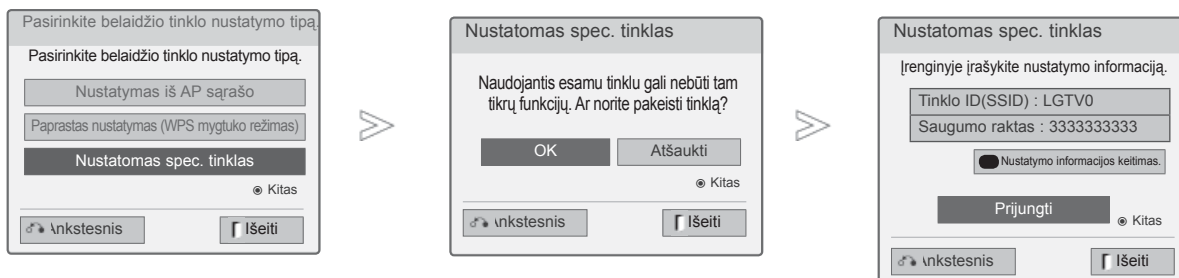 Pasirinkite belaidžio tinklo nustatymo tipą.
Pasirinkite belaidžio tinklo nustatymo tipą.
Nustatymas iš AP sąrašo
Paprastas nustatymas (WPS mygtuko režimas)
Nustatomas spec. tinklas
Kitas
nkstesnis
Išeiti
Nustatomas spec. tinklas
Naudojantis esamu tinklu gali nebūti tam
tikrų funkcijų. Ar norite pakeisti tinklą?
OK
Atšaukti
Kitas
nkstesnis
Išeiti
Nustatomas spec. tinklas
Įrenginyje įrašykite nustatymo informaciją.
Tinklo ID(SSID) : LGTV0
Saugumo raktas : 3333333333
Nustatymo informacijos keitimas.
Prijungti
Kitas
nkstesnis
Išeiti